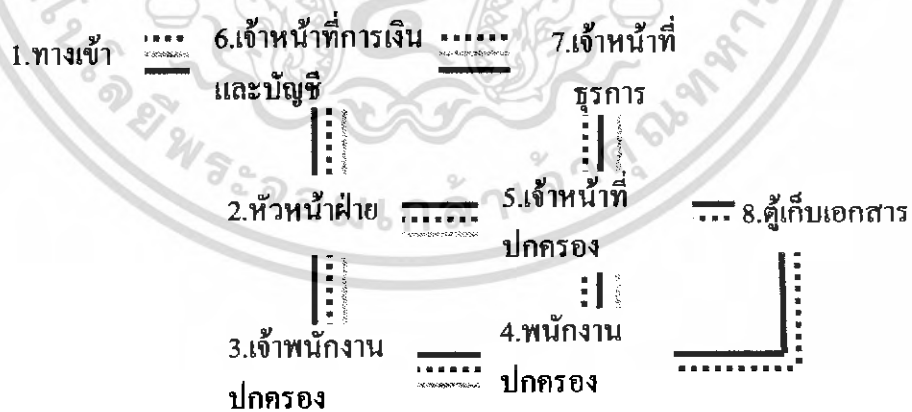 1.ทางเข้า
6.เจ้าหน้าที่การเงิน
และบัญชี
7.เจ้าหน้าที่
ธุรการ
2.หัวหน้าฝ่าย
5.เจ้าหน้าที่
ปกครอง
8.ตู้เก็บเอกสาร
3.เจ้าพนักงาน
ปกครอง
4.พนักงาน
ปกครอง